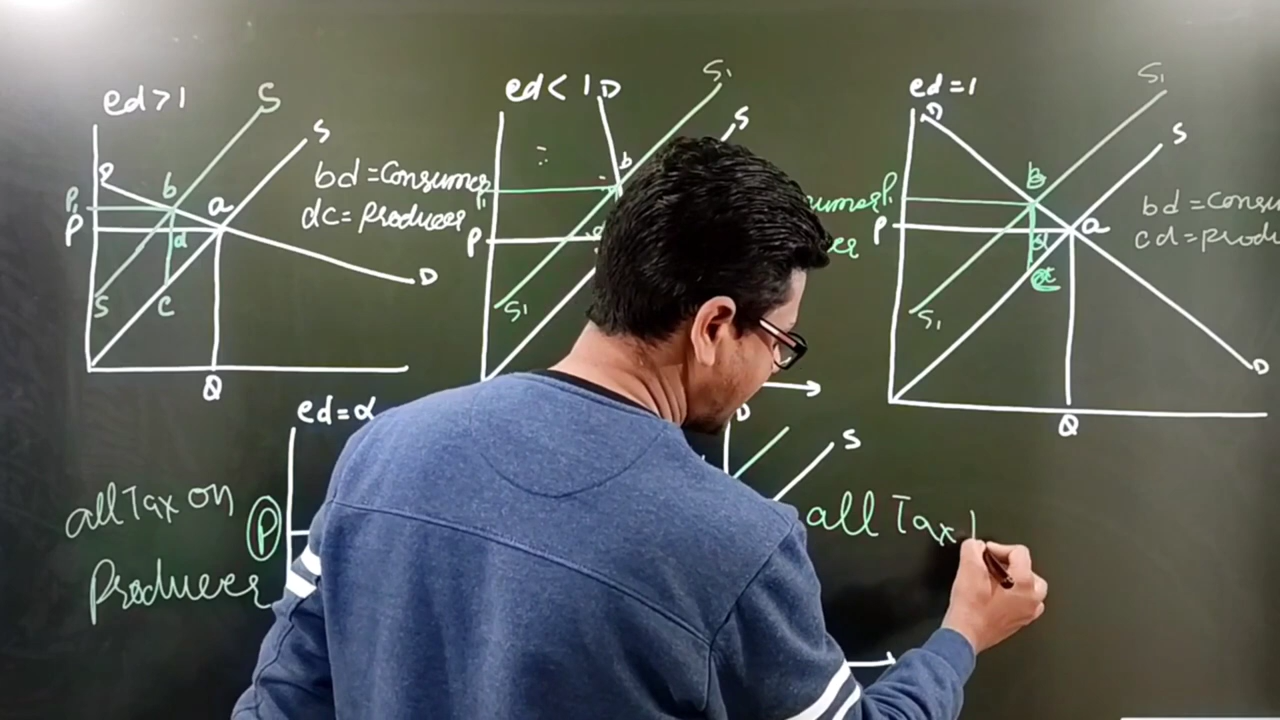 ed > 1
S
S
P1
b
a
P
d
S
C
D
Q
bd = Consumer
dc = Producer
ed < 1
D
S1
S
b
P
S1
ed = 1
D
S1
S
P1
B
P
a
S1
D
Q
bd = Consu
cd = produ
ed = α
all Tax on
Producer
P
D
S
all Tax